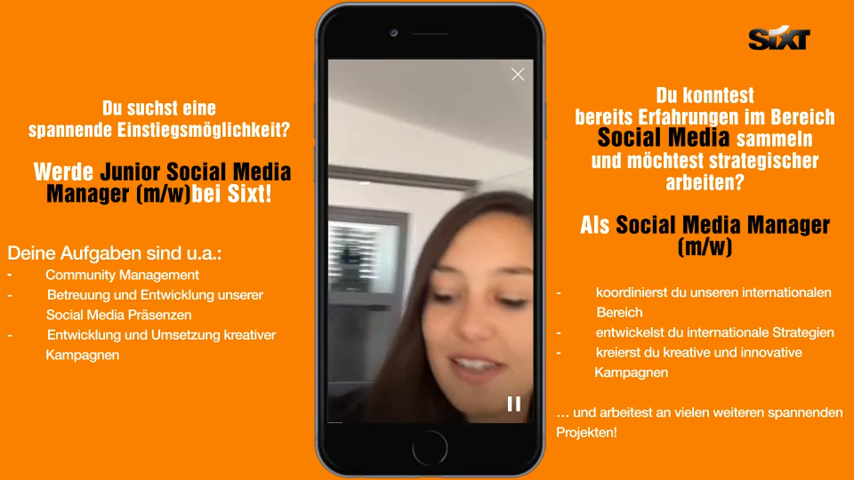 Du suchst eine
spannende Einstiegsmöglichkeit?
Werde Junior Social Media
Manager (m/w)bei Sixt!
Deine Aufgaben sind u.a.:
- Community Management
- Betreuung und Entwicklung unserer
Social Media Präsenzen
- Entwicklung und Umsetzung kreativer
Kampagnen
SIXT
Du konntest
bereits Erfahrungen im Bereich
Social Media sammeln
und möchtest strategischer
arbeiten?
Als Social Media Manager
(m/w)
- koordinierst du unseren internationalen
Bereich
- entwickelst du internationale Strategien
- kreierst du kreative und innovative
Kampagnen
… und arbeitest an vielen weiteren spannenden
Projekten!